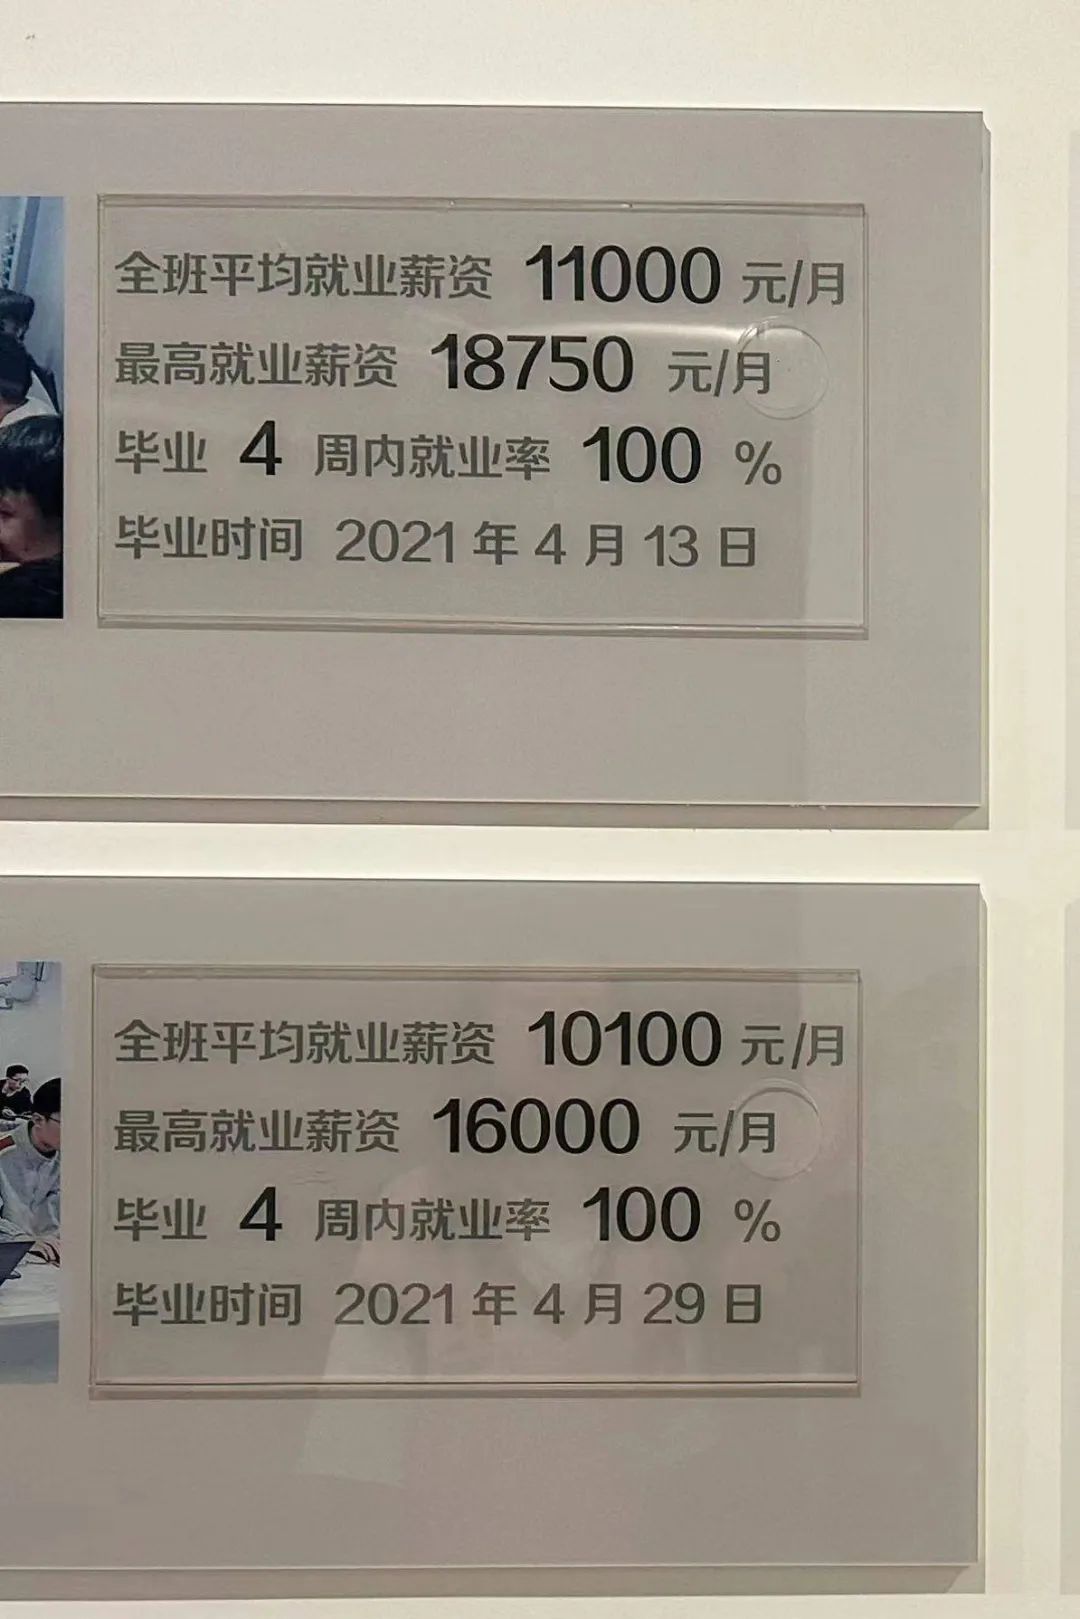 全班平均就业薪资 11000 元/月
最高就业薪资 18750 元/月
毕业 4 周内就业率 100 %
毕业时间 2021 年 4 月 13 日
全班平均就业薪资 10100 元/月
最高就业薪资 16000 元/月
毕业 4 周内就业率 100 %
毕业时间 2021 年 4 月 29 日